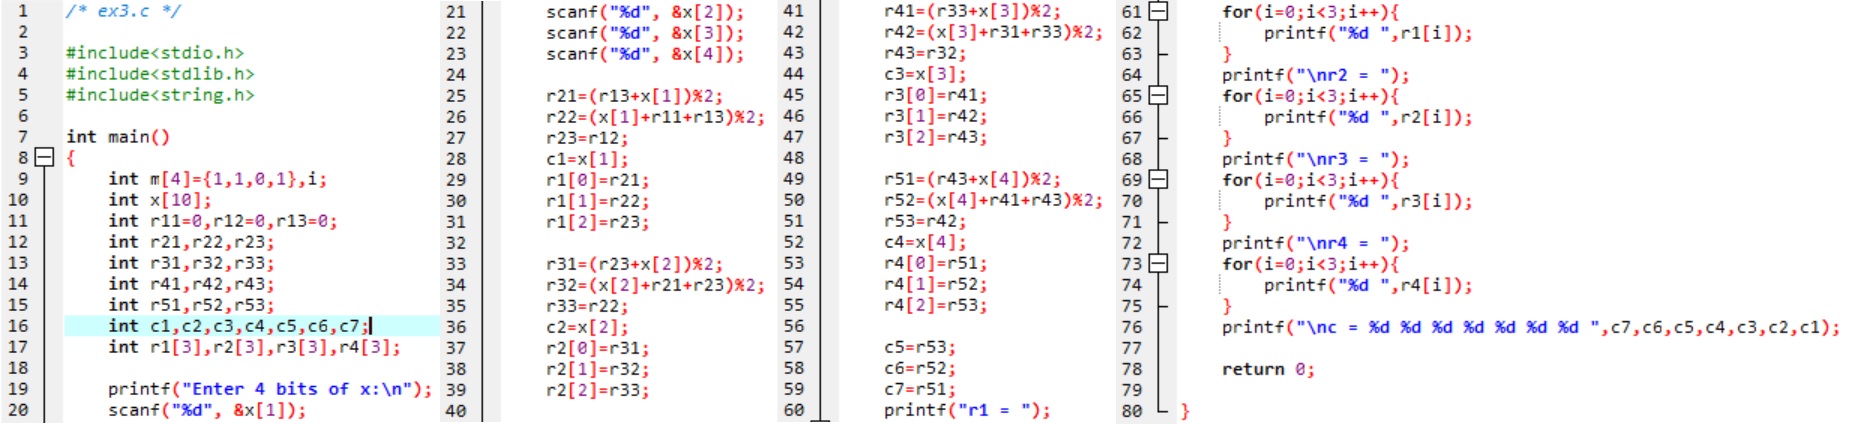 1 /* ex3.c */
2
3 #include<stdio.h>
4 #include<stdlib.h>
5 #include<string.h>
6
7 int main()
8 {
9     int m[4]={1,1,0,1},i;
10     int x[10];
11     int r11=0,r12=0,r13=0;
12     int r21,r22,r23;
13     int r31,r32,r33;
14     int r41,r42,r43;
15     int r51,r52,r53;
16     int c1,c2,c3,c4,c5,c6,c7;
17     int r1[3],r2[3],r3[3],r4[3];
18
19     printf("Enter 4 bits of x:\n");
20     scanf("%d", &x[1]);
21     scanf("%d", &x[2]);
22     scanf("%d", &x[3]);
23     scanf("%d", &x[4]);
24
25     r21=(r13+x[1])%2;
26     r22=(x[1]+r11+r13)%2;
27     r23=r12;
28     c1=x[1];
29     r1[0]=r21;
30     r1[1]=r22;
31     r1[2]=r23;
32
33     r31=(r23+x[2])%2;
34     r32=(x[2]+r21+r23)%2;
35     r33=r22;
36     c2=x[2];
37     r2[0]=r31;
38     r2[1]=r32;
39     r2[2]=r33;
40
41     r41=(r33+x[3])%2;
42     r42=(x[3]+r31+r33)%2;
43     r43=r32;
44     c3=x[3];
45     r3[0]=r41;
46     r3[1]=r42;
47     r3[2]=r43;
48
49     r51=(r43+x[4])%2;
50     r52=(x[4]+r41+r43)%2;
51     r53=r42;
52     c4=x[4];
53     r4[0]=r51;
54     r4[1]=r52;
55     r4[2]=r53;
56
57     c5=r53;
58     c6=r52;
59     c7=r51;
60     printf("r1 = ");
61     for(i=0;i<3;i++){
62         printf("%d ",r1[i]);
63     }
64     printf("\nr2 = ");
65     for(i=0;i<3;i++){
66         printf("%d ",r2[i]);
67     }
68     printf("\nr3 = ");
69     for(i=0;i<3;i++){
70         printf("%d ",r3[i]);
71     }
72     printf("\nr4 = ");
73     for(i=0;i<3;i++){
74         printf("%d ",r4[i]);
75     }
76     printf("\nc = %d %d %d %d %d %d %d ",c7,c6,c5,c4,c3,c2,c1);
77
78     return 0;
79
80 }